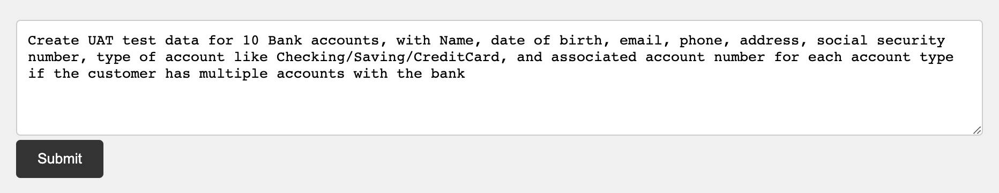 Create UAT test data for 10 Bank accounts, with Name, date of birth, email, phone, address, social security
number, type of account like Checking/Saving/CreditCard, and associated account number for each account type
if the customer has multiple accounts with the bank
Submit